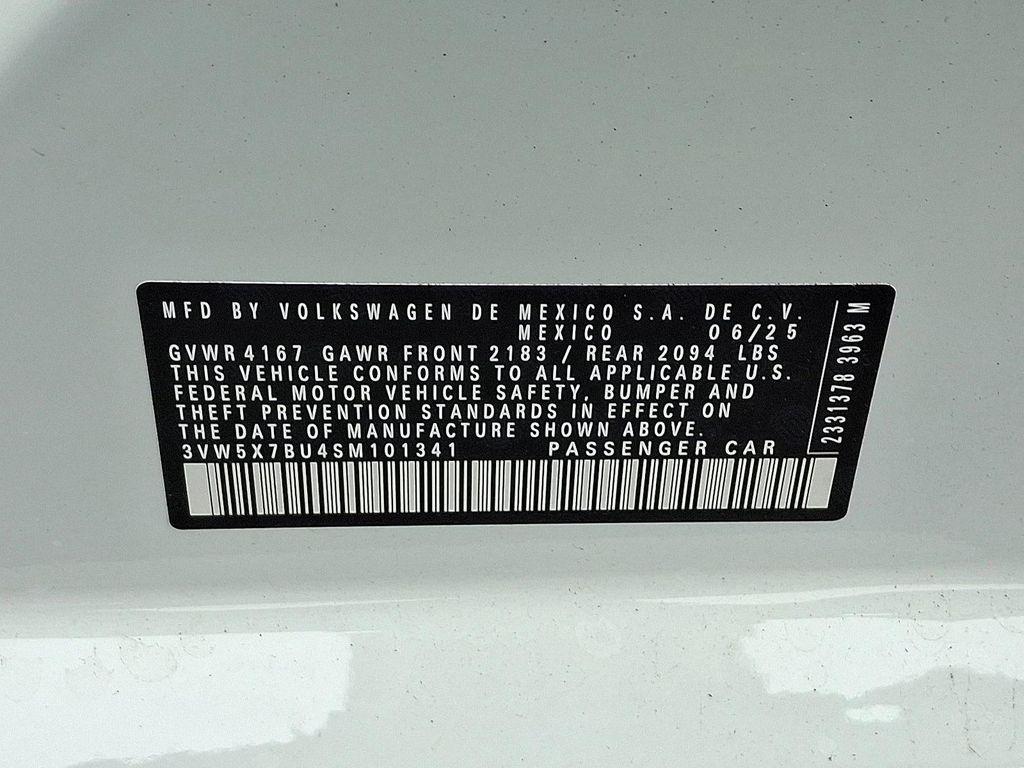 MFD BY VOLKSWAGEN DE MEXICO S.A. DE C.V.
MEXICO 06/25
GVWR 4167 GAWR FRONT 2183 / REAR 2094 LBS
THIS VEHICLE CONFORMS TO ALL APPLICABLE U.S.
FEDERAL MOTOR VEHICLE SAFETY, BUMPER AND
THEFT PREVENTION STANDARDS IN EFFECT ON
THE DATE OF MANUFACTURE SHOWN ABOVE.
3VW5X7BU4SM101341 PASSENGER CAR
2331378 3963 M